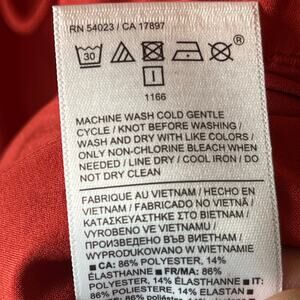 RN 54023 / CA 17897
30
®
I
1166
MACHINE WASH COLD GENTLE
CYCLE / KNOT BEFORE WASHING /
WASH AND DRY WITH LIKE COLORS /
ONLY NON-CHLORINE BLEACH WHEN
NEEDED / LINE DRY / COOL IRON / DO
NOT DRY CLEAN
FABRIQUE AU VIETNAM / HECHO EN
VIETNAM / FABRICADO NO VIETNÃ /
ΚΑΤΑΣΚΕΥΑΣΤΗΚΕ ΣΤΟ ΒΙΕΤΝΑΜ /
VYROBENO VE VIETNAMU /
ПРОИЗВЕДЕНО ВЪВ ВИЕТНАМ /
WYPRODUKOWANO W WIETNAMIE
CA: 86% POLYESTER, 14%
ÉLASTHANNE FR/MA: 86%
POLYESTER, 14% ÉLASTHANNE IT:
86% POLIESTERE, 14% ELASTAN